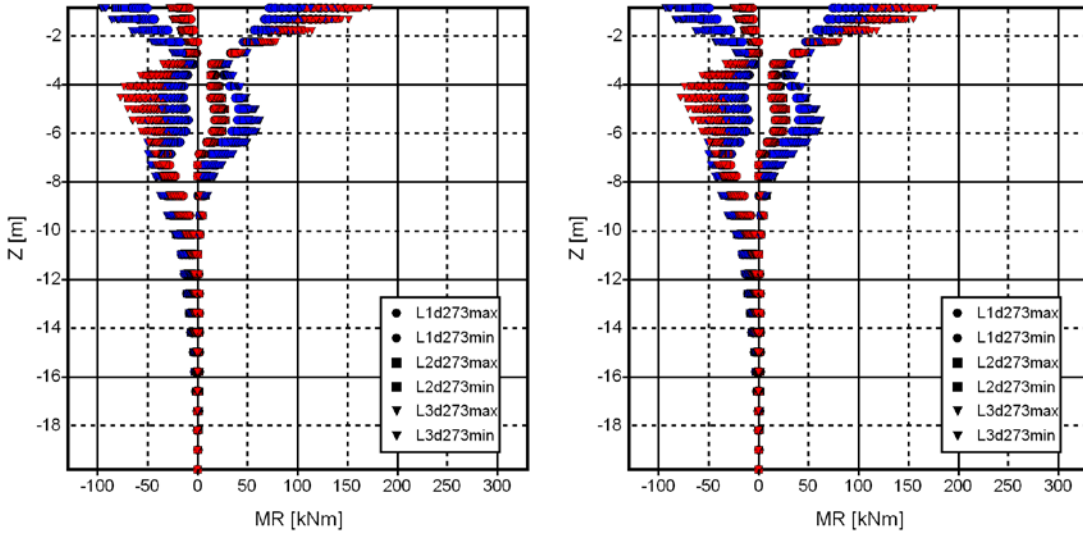 -2
-4
-6
-8
-10
-12
-14
-16
-18
Z [m]
L1d273max
L1d273min
L2d273max
L2d273min
L3d273max
L3d273min
-100 -50 0 50 100 150 200 250 300
MR [kNm]
-2
-4
-6
-8
-10
-12
-14
-16
-18
Z [m]
L1d273max
L1d273min
L2d273max
L2d273min
L3d273max
L3d273min
-100 -50 0 50 100 150 200 250 300
MR [kNm]